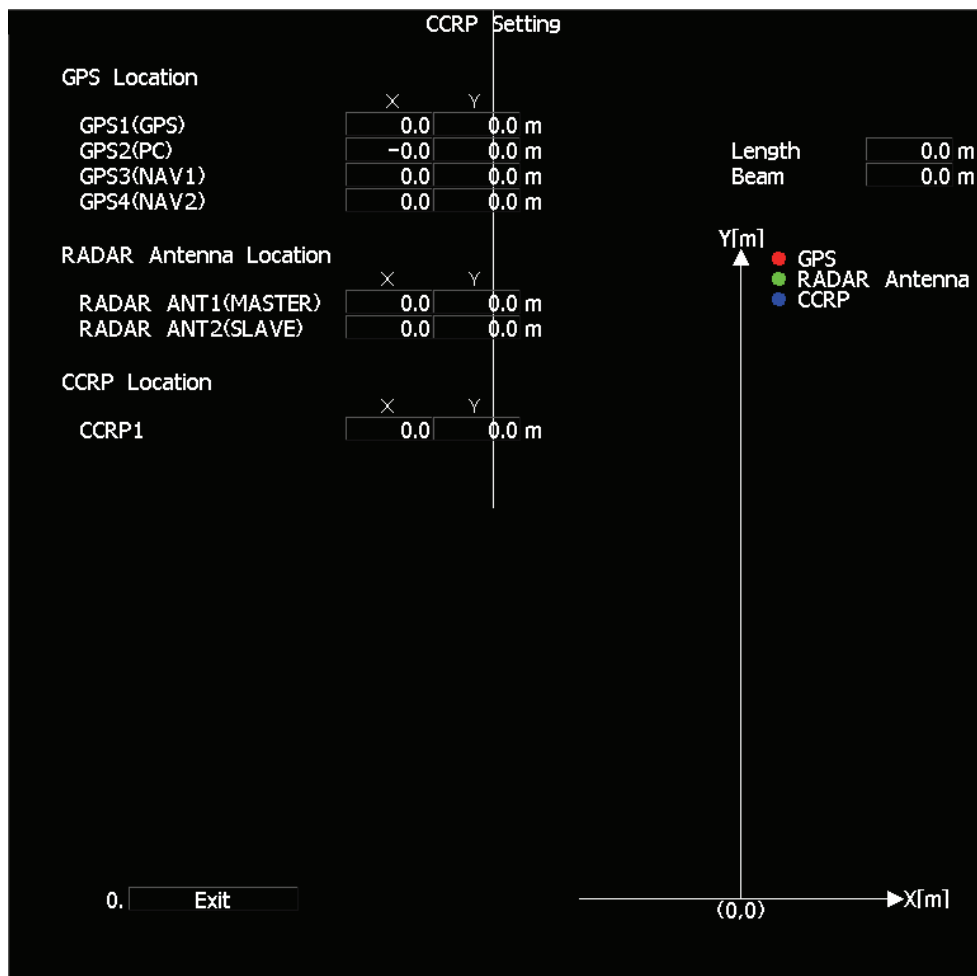 CCRP Setting
GPS Location
X Y
GPS1(GPS) 0.0 0.0 m
GPS2(PC) -0.0 0.0 m
GPS3(NAV1) 0.0 0.0 m
GPS4(NAV2) 0.0 0.0 m
Length 0.0 m
Beam 0.0 m
RADAR Antenna Location
X Y
RADAR ANT1(MASTER) 0.0 0.0 m
RADAR ANT2(SLAVE) 0.0 0.0 m
CCRP Location
X Y
CCRP1 0.0 0.0 m
Y[m]
GPS
RADAR Antenna
CCRP
(0,0)
X[m]
0. Exit